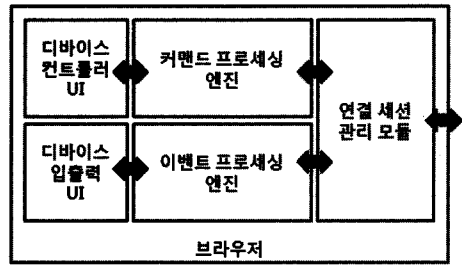 디바이스
컨트롤러
UI
커맨드 프로세싱
엔진
연결 세션
관리 모듈
디바이스
입출력
UI
이벤트 프로세싱
엔진
브라우저